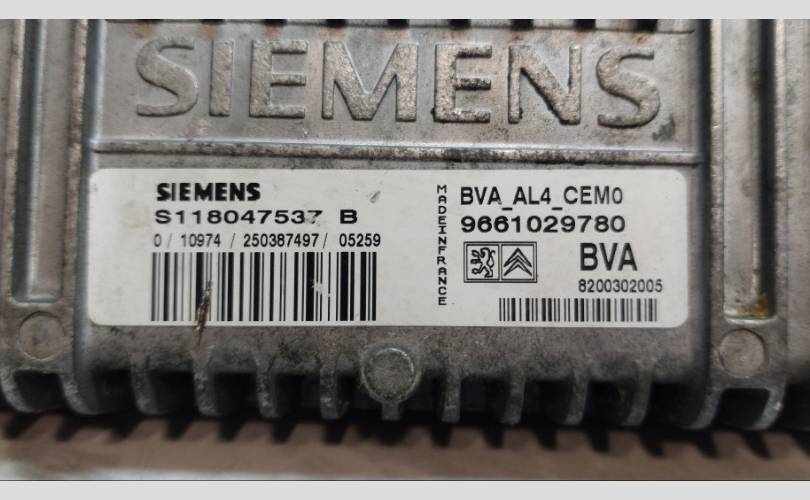 SIEMENS
SIEMENS
S118047537 B
0 / 10974 / 250387497 / 05259
MADEINFRANCE
BVA_AL4_CEM0
9661029780
BVA
8200302005